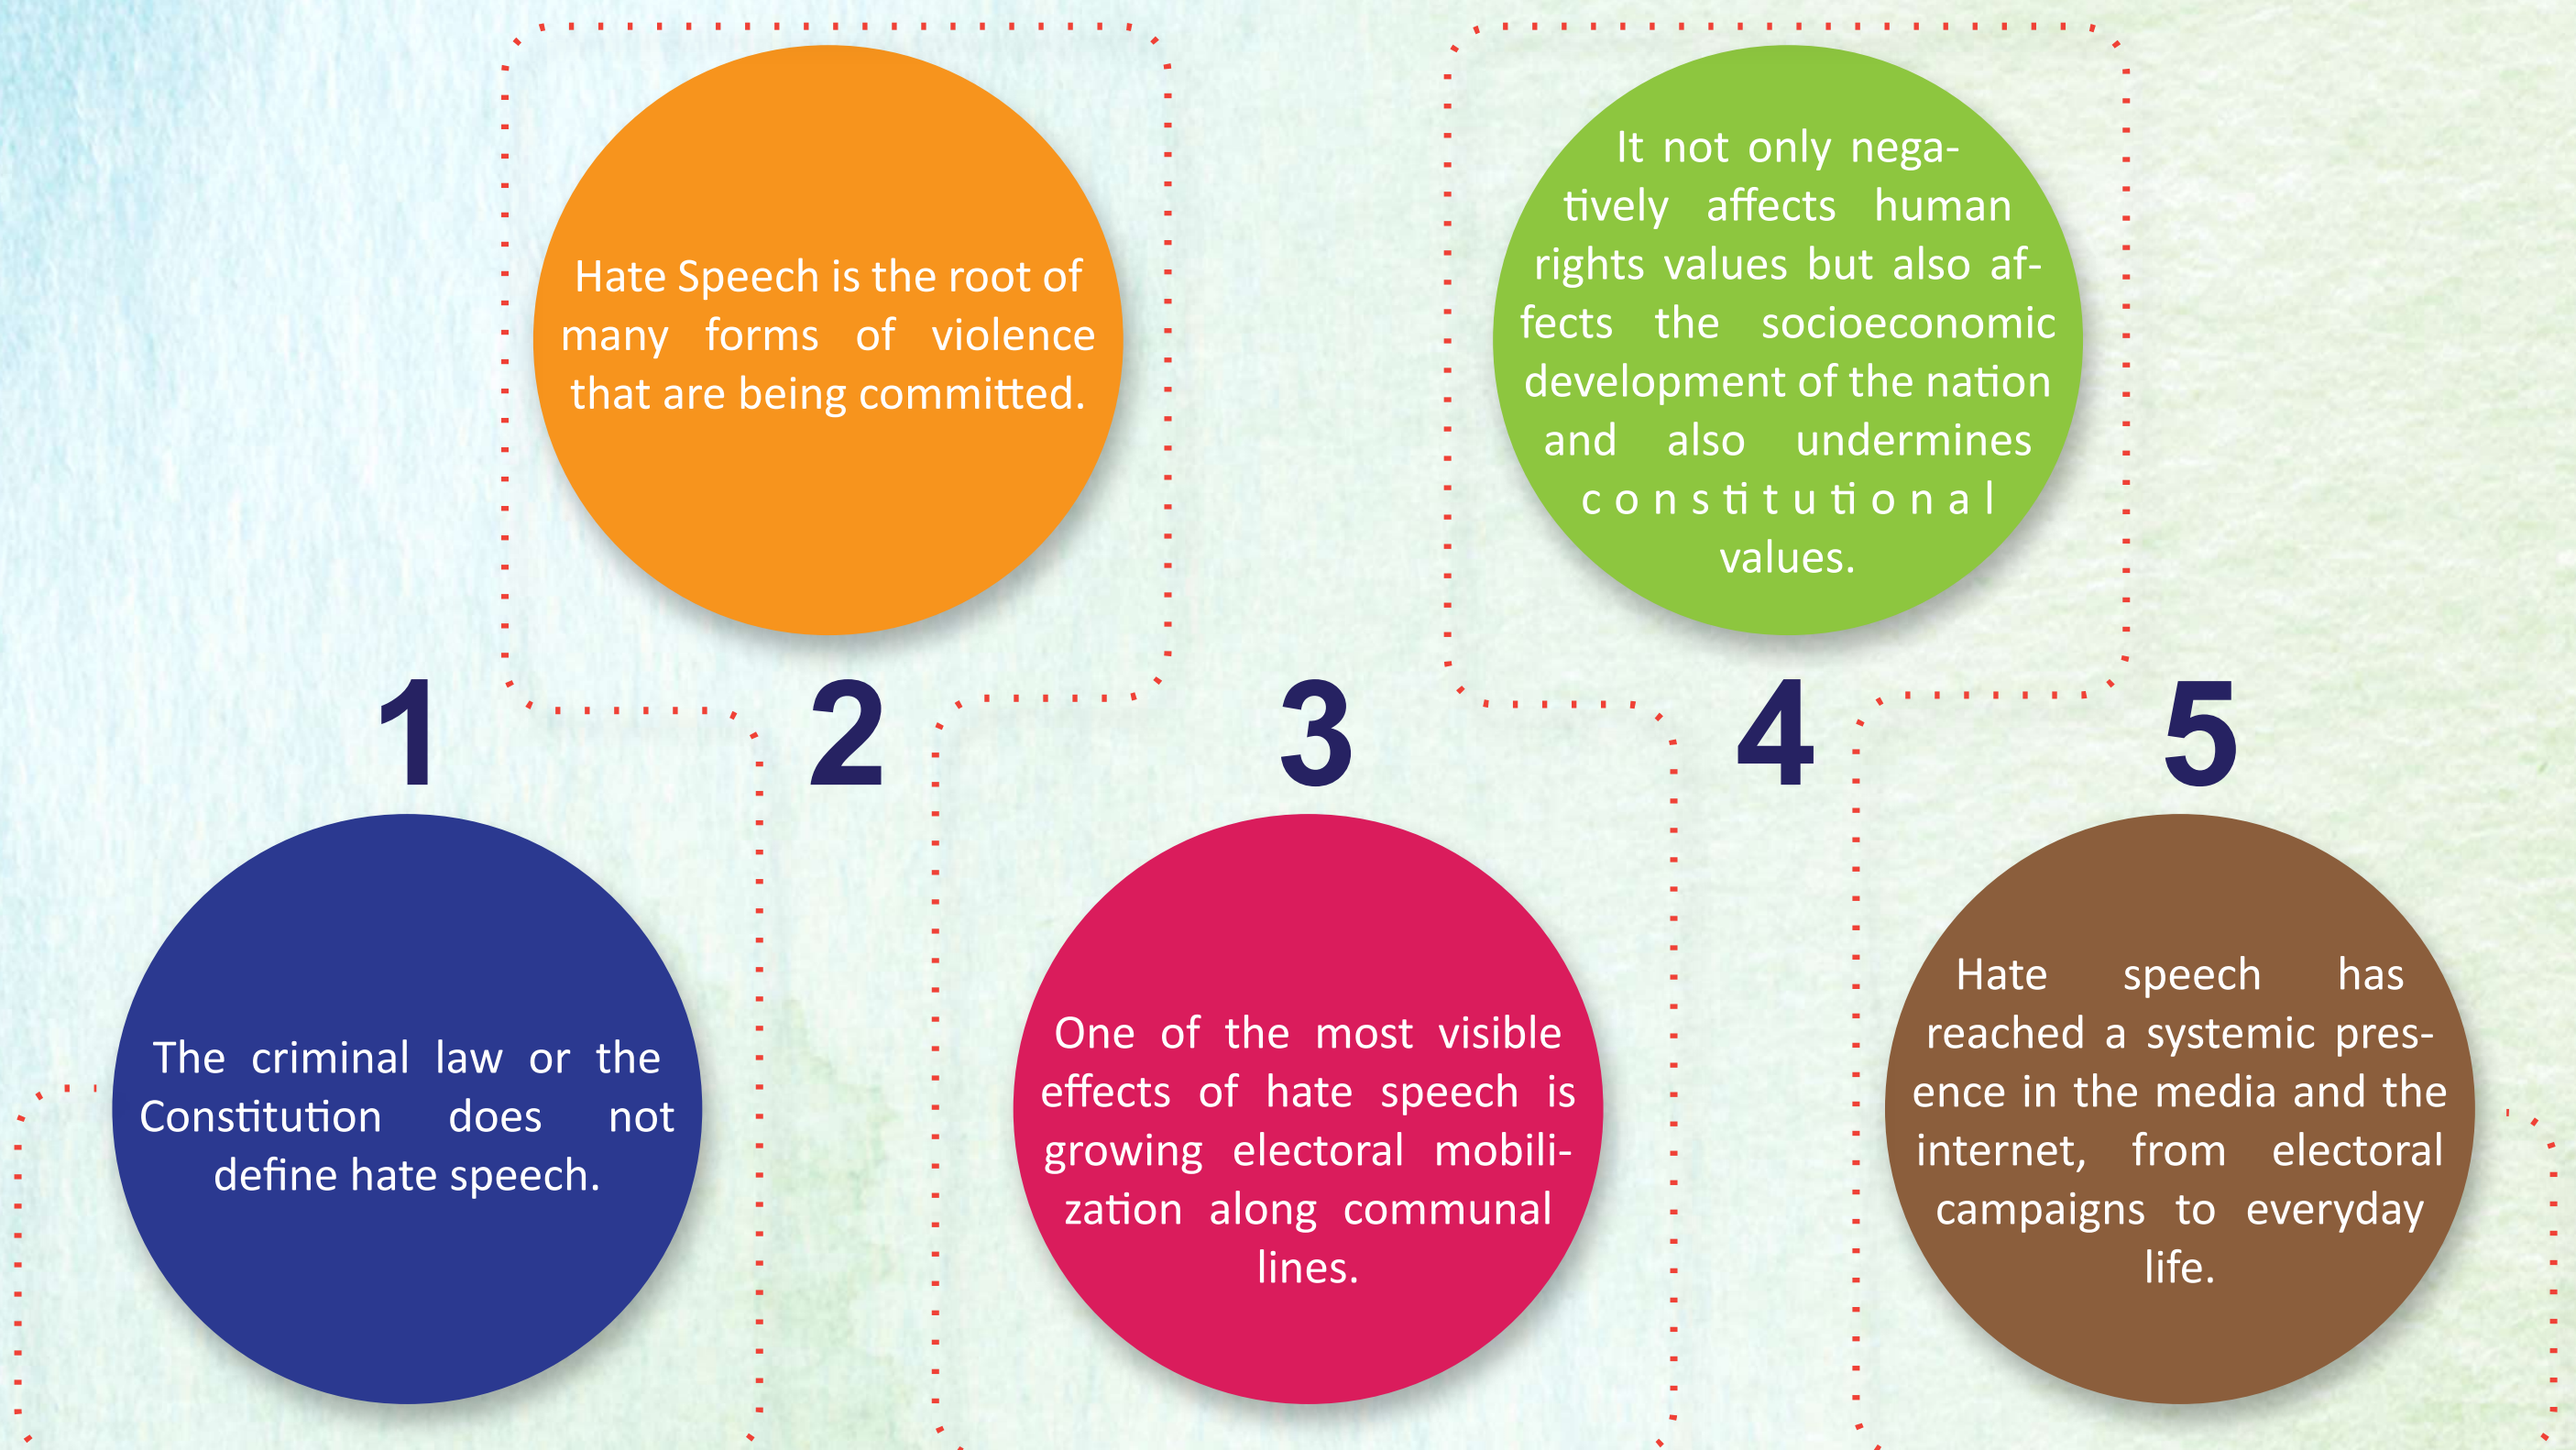 1
The criminal law or the
Constitution does not
define hate speech.
2
Hate Speech is the root of
many forms of violence
that are being committed.
3
One of the most visible
effects of hate speech is
growing electoral mobili-
zation along communal
lines.
4
It not only nega-
tively affects human
rights values but also af-
fects the socioeconomic
development of the nation
and also undermines
constitutional
values.
5
Hate speech has
reached a systemic pres-
ence in the media and the
internet, from electoral
campaigns to everyday
life.